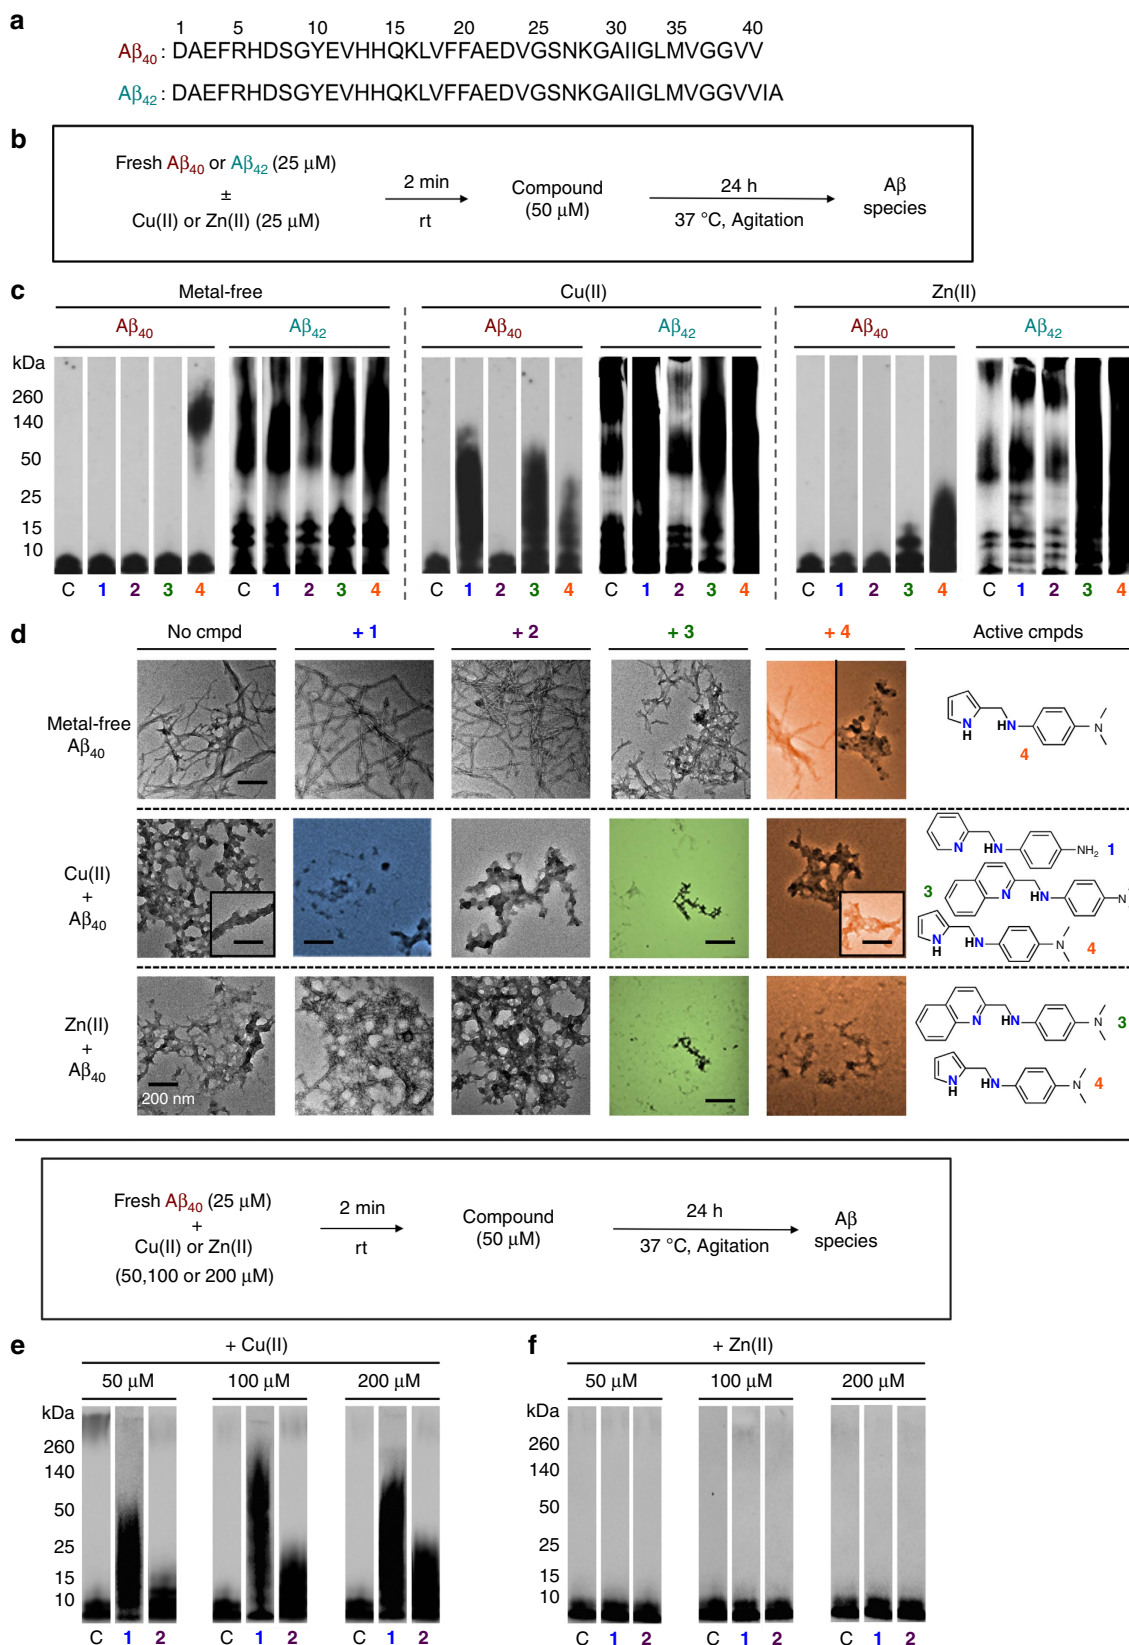 a
1 5 10 15 20 25 30 35 40
Aβ40: DAEFRHDSGYEVHHQKLVFFAEDVGSNKGAIIGLMVGGVV
Aβ42: DAEFRHDSGYEVHHQKLVFFAEDVGSNKGAIIGLMVGGVVIA
b
Fresh Aβ40 or Aβ42 (25 μM)
±
Cu(II) or Zn(II) (25 μM)
2 min
rt
Compound
(50 μM)
24 h
37 °C, Agitation
Aβ
species
c
Metal-free Cu(II) Zn(II)
Aβ40 Aβ42 Aβ40 Aβ42 Aβ40 Aβ42
kDa
260
140
50
25
15
10
C 1 2 3 4 C 1 2 3 4 C 1 2 3 4 C 1 2 3 4 C 1 2 3 4 C 1 2 3 4
d
No cmpd + 1 + 2 + 3 + 4 Active cmpds
Metal-free
Aβ40
N
H
HN
N
4
Cu(II)
+
Aβ40
N
HN
NH2 1
3
N
HN
N
H
HN
N
4
Zn(II)
+
Aβ40
200 nm
N
HN
N
3
N
H
HN
N
4
Fresh Aβ40 (25 μM)
+
Cu(II) or Zn(II)
(50,100 or 200 μM)
2 min
rt
Compound
(50 μM)
24 h
37 °C, Agitation
Aβ
species
e
+ Cu(II)
50 μM 100 μM 200 μM
kDa
260
140
50
25
15
10
C 1 2 C 1 2 C 1 2
f
+ Zn(II)
50 μM 100 μM 200 μM
kDa
260
140
50
25
15
10
C 1 2 C 1 2 C 1 2